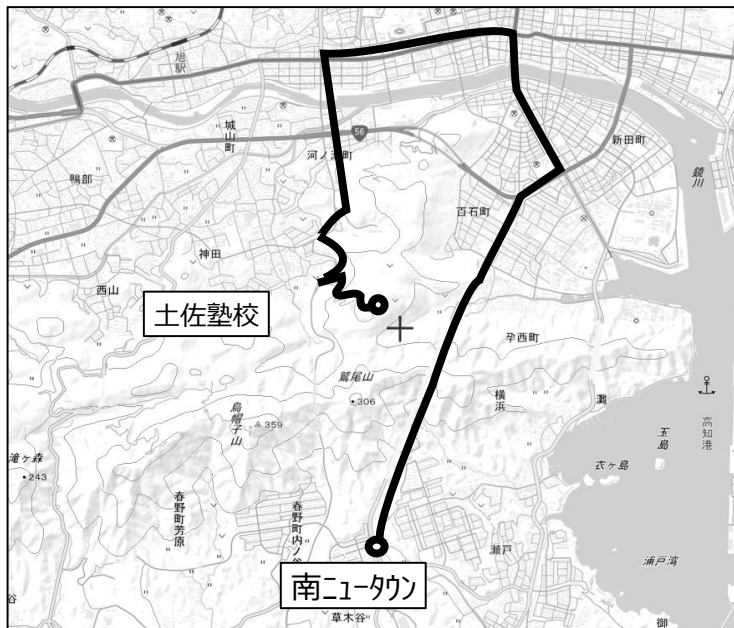 旭駅
城山町
56
河ノ瀬町
新田町
鏡川
鴨部
百石町
神田
西山
土佐塾校
孕西町
鷲尾山
306
横浜
灘
烏帽子山
359
玉島
高知港
滝ヶ森
243
衣ヶ島
春野町芳原
春野町内ノ谷
瀬戸
浦戸湾
南ニュータウン
谷
草木谷
御